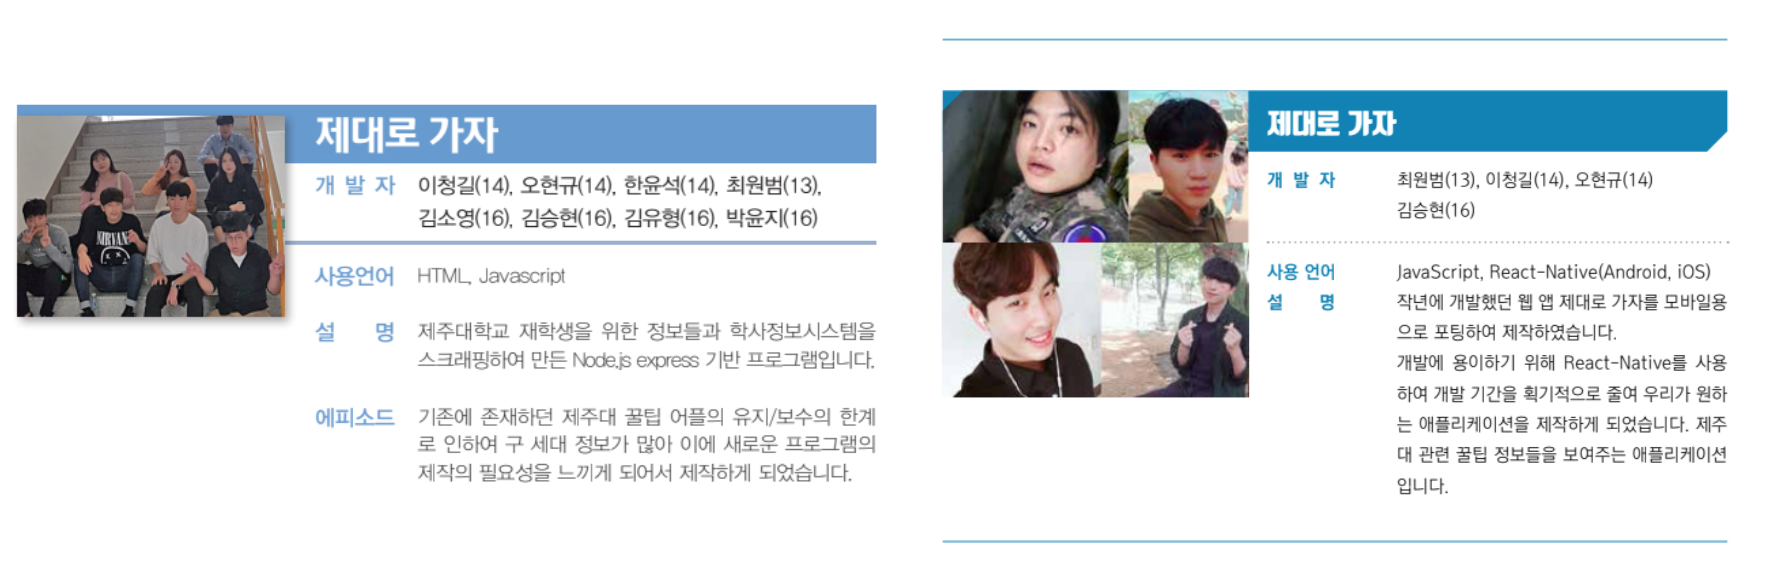 제대로 가자
개 발 자 이청길(14), 오현규(14), 한윤석(14), 최원범(13),
김소영(16), 김승현(16), 김유형(16), 박윤지(16)
사용언어 HTML, Javascript
설 명 제주대학교 재학생을 위한 정보들과 학사정보시스템을
스크래핑하여 만든 Node.js express 기반 프로그램입니다.
에피소드 기존에 존재하던 제주대 꿀팁 어플의 유지/보수의 한계
로 인하여 구 세대 정보가 많아 이에 새로운 프로그램의
제작의 필요성을 느끼게 되어서 제작하게 되었습니다.
NIRVANA
제대로 가자
개 발 자 최원범(13), 이청길(14), 오현규(14)
김승현(16)
사용 언어 JavaScript, React-Native(Android, iOS)
설 명 작년에 개발했던 웹 앱 제대로 가자를 모바일용
으로 포팅하여 제작하였습니다.
개발에 용이하기 위해 React-Native를 사용
하여 개발 기간을 획기적으로 줄여 우리가 원하
는 애플리케이션을 제작하게 되었습니다. 제주
대 관련 꿀팁 정보들을 보여주는 애플리케이션
입니다.